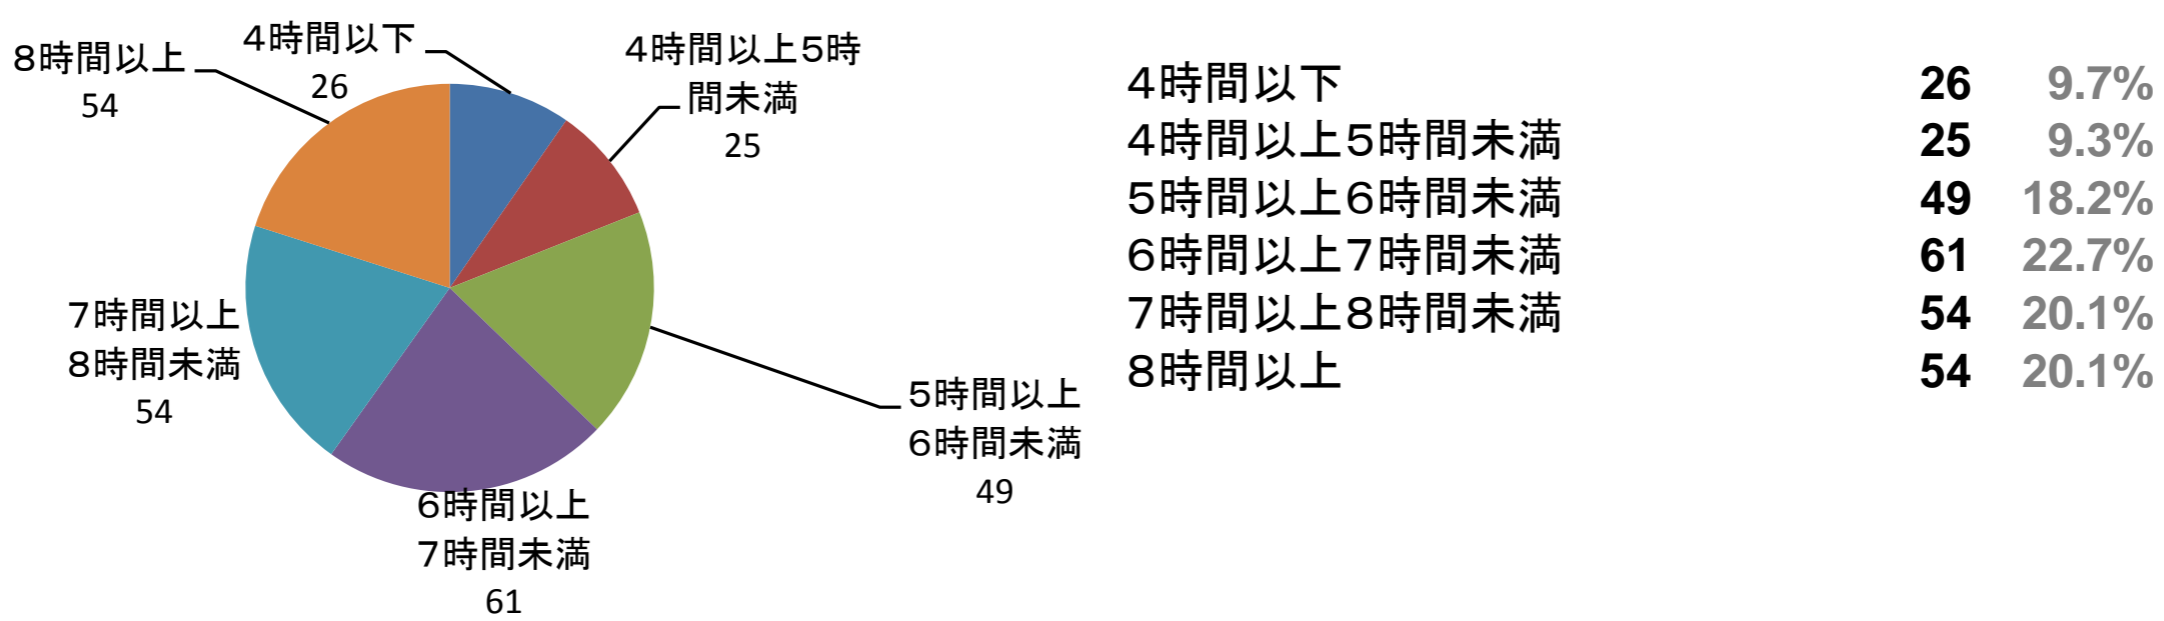 8時間以上
54
4時間以下
26
4時間以上5時
間未満
25
7時間以上
8時間未満
54
5時間以上
6時間未満
49
6時間以上
7時間未満
61
4時間以下 26 9.7%
4時間以上5時間未満 25 9.3%
5時間以上6時間未満 49 18.2%
6時間以上7時間未満 61 22.7%
7時間以上8時間未満 54 20.1%
8時間以上 54 20.1%